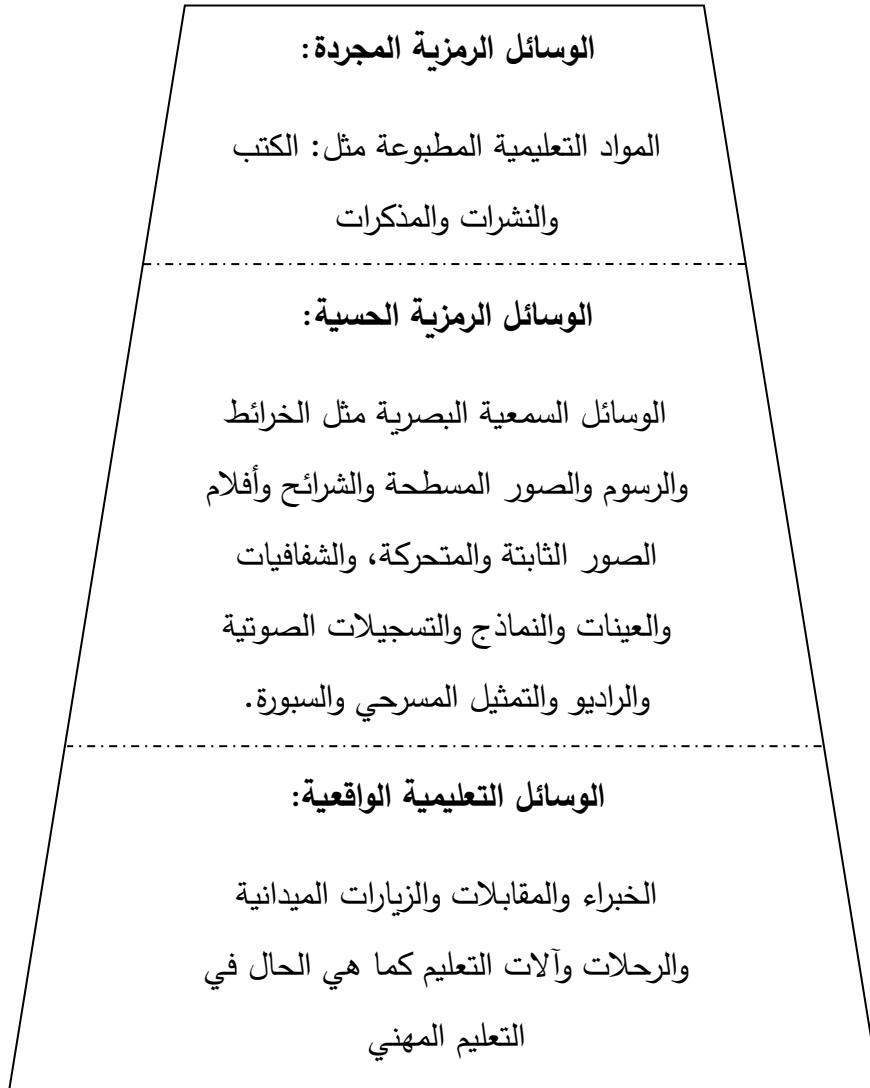 الوسائل الرمزية المجردة:
المواد التعليمية المطبوعة مثل: الكتب
والنشرات والمذكرات
الوسائل الرمزية الحسية:
الوسائل السمعية البصرية مثل الخرائط
والرسوم والصور المسطحة والشرائح وأفلام
الصور الثابتة والمتحركة، والشفافيات
والعينات والنماذج والتسجيلات الصوتية
والراديو والتمثيل المسرحي والسبورة.
الوسائل التعليمية الواقعية:
الخبراء والمقابلات والزيارات الميدانية
والرحلات وآلات التعليم كما هي الحال في
التعليم المهني